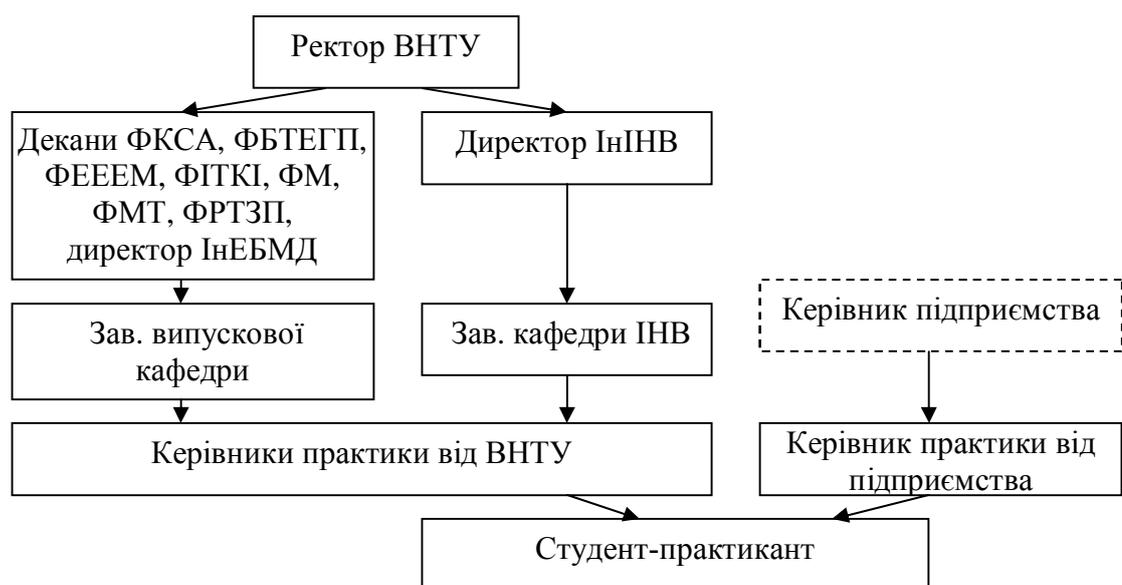 Ректор ВНТУ
Декани ФКСА, ФБТЕГП,
ФЕЕЕМ, ФІТКІ, ФМ,
ФМТ, ФРТЗП,
директор ІнЕБМД
Директор ІнІНВ
Зав. випускової
кафедри
Зав. кафедри ІНВ
Керівник підприємства
Керівники практики від ВНТУ
Керівник практики від
підприємства
Студент-практикант